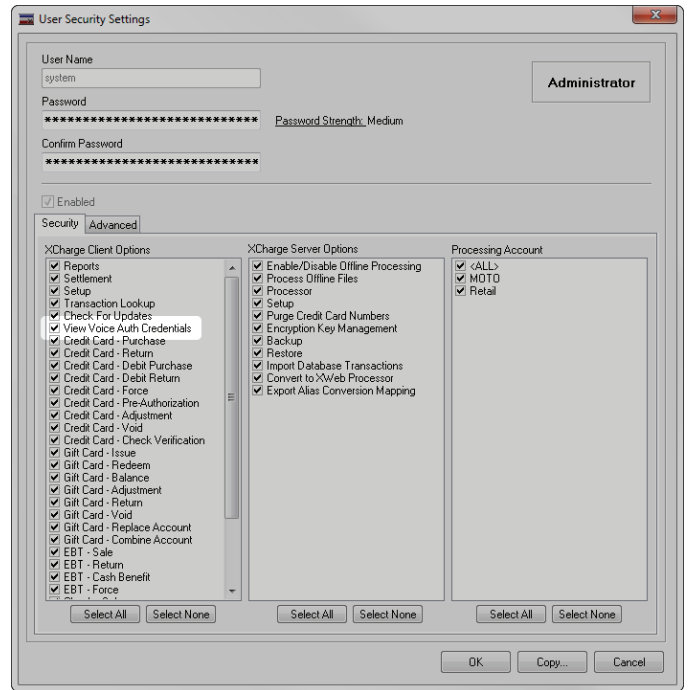 User Security Settings
User Name
system
Administrator
Password
****************************
Password Strength: Medium
Confirm Password
****************************
Enabled
Security
Advanced
XCharge Client Options
Reports
Settlement
Setup
Transaction Lookup
Check For Updates
View Voice Auth Credentials
Credit Card - Purchase
Credit Card - Return
Credit Card - Debit Purchase
Credit Card - Debit Return
Credit Card - Force
Credit Card - Pre-Authorization
Credit Card - Adjustment
Credit Card - Void
Credit Card - Check Verification
Gift Card - Issue
Gift Card - Redeem
Gift Card - Balance
Gift Card - Adjustment
Gift Card - Return
Gift Card - Void
Gift Card - Replace Account
Gift Card - Combine Account
EBT - Sale
EBT - Return
EBT - Cash Benefit
EBT - Force
Select All
Select None
XCharge Server Options
Enable/Disable Offline Processing
Process Offline Files
Processor
Setup
Purge Credit Card Numbers
Encryption Key Management
Backup
Restore
Import Database Transactions
Convert to XWeb Processor
Export Alias Conversion Mapping
Select All
Select None
Processing Account
<ALL>
MOTO
Retail
Select All
Select None
OK
Copy...
Cancel